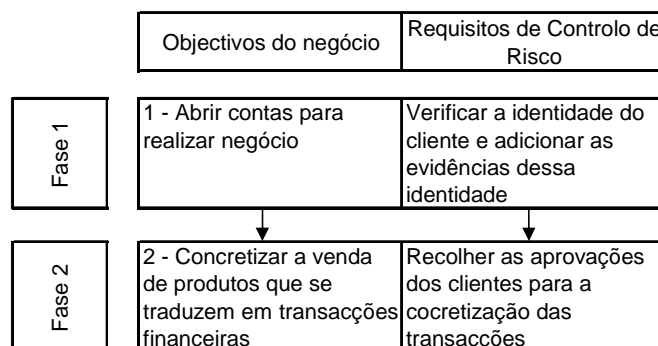 Objectivos do negócio
Requisitos de Controlo de
Risco
Fase 1
1 - Abrir contas para
realizar negócio
Verificar a identidade do
cliente e adicionar as
evidências dessa
identidade
Fase 2
2 - Concretizar a venda
de produtos que se
traduzem em transacções
financeiras
Recolher as aprovações
dos clientes para a
cocretização das
transacções